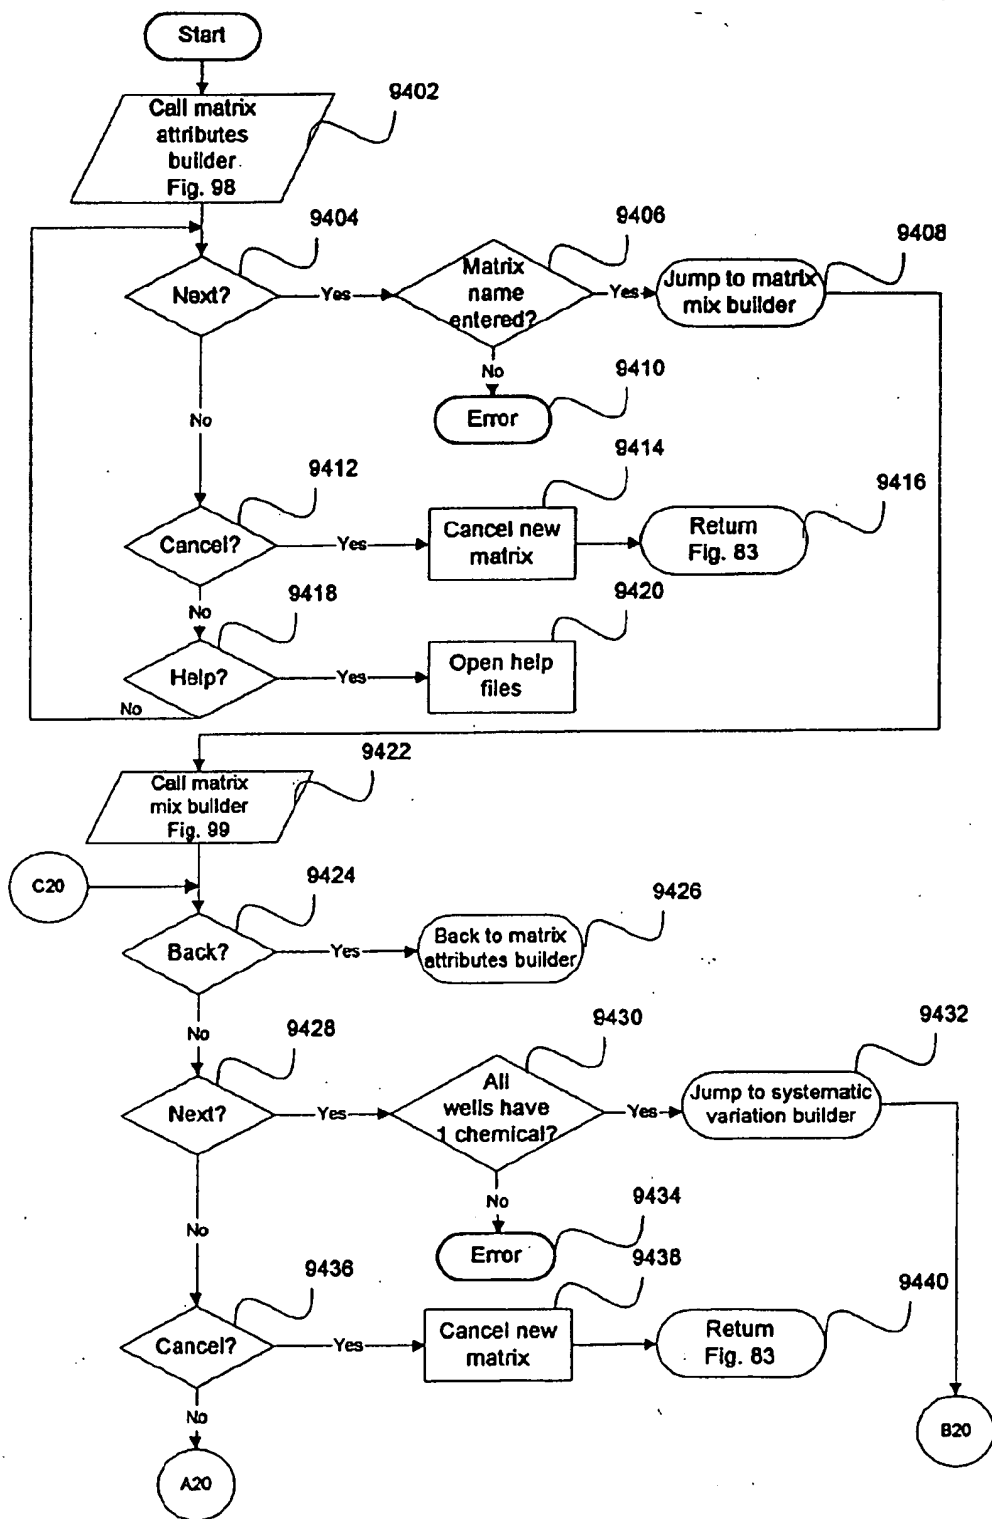 Start
Call matrix
attributes
builder
Fig. 98
9402
9404
Next?
Yes
9406
Matrix
name
entered?
Yes
9408
Jump to matrix
mix builder
No
9410
Error
No
9412
Cancel?
Yes
9414
Cancel new
matrix
9416
Return
Fig. 83
No
9418
Help?
Yes
9420
Open help
files
No
9422
Call matrix
mix builder
Fig. 99
C20
9424
Back?
Yes
9426
Back to matrix
attributes builder
No
9428
Next?
Yes
9430
All
wells have
1 chemical?
Yes
9432
Jump to systematic
variation builder
No
9434
Error
No
9436
Cancel?
Yes
9438
Cancel new
matrix
9440
Return
Fig. 83
No
A20
B20